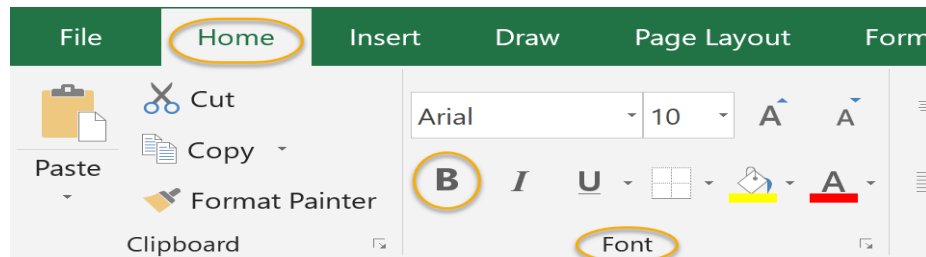 File Home Insert Draw Page Layout Form
Cut
Arial 10 A A
Copy
Paste
B I U A
Format Painter
Clipboard Font